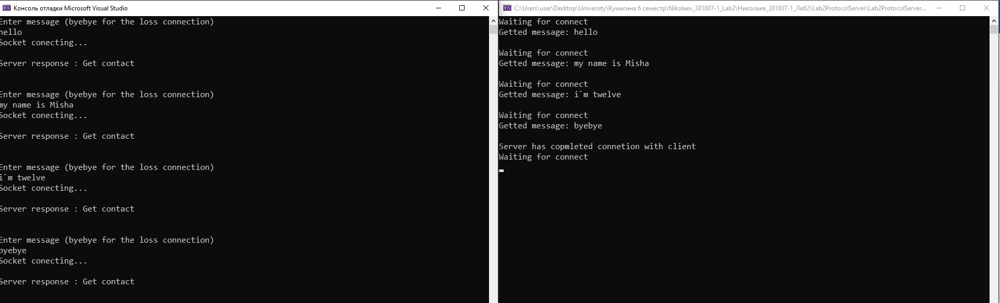 Консоль отладки Microsoft Visual Studio
Enter message (byebye for the loss connection)
hello
Socket conecting...
Server response : Get contact
Enter message (byebye for the loss connection)
my name is Misha
Socket conecting...
Server response : Get contact
Enter message (byebye for the loss connection)
i`m twelve
Socket conecting...
Server response : Get contact
Enter message (byebye for the loss connection)
byebye
Socket conecting...
Server response : Get contact
C:\Users\user\Desktop\University\Кумагина 6 семестр\Nikolaev_381807-1_Lab2\Николаев_381807-1_Лаб2\Lab2ProtocolServer\Lab2ProtocolServer...
Waiting for connect
Getted message: hello
Waiting for connect
Getted message: my name is Misha
Waiting for connect
Getted message: i`m twelve
Waiting for connect
Getted message: byebye
Server has copmleted connetion with client
Waiting for connect